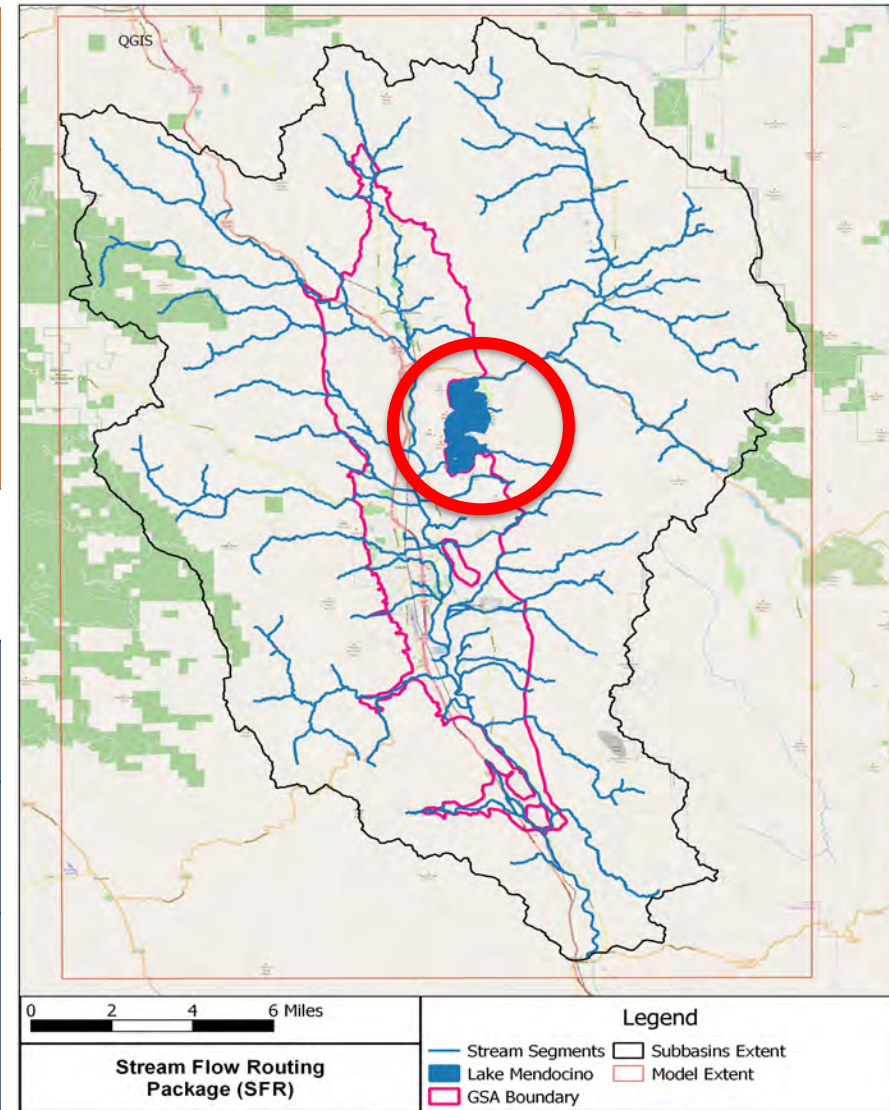 QGIS
0 2 4 6 Miles
Stream Flow Routing
Package (SFR)
Legend
Stream Segments
Lake Mendocino
GSA Boundary
Subbasins Extent
Model Extent